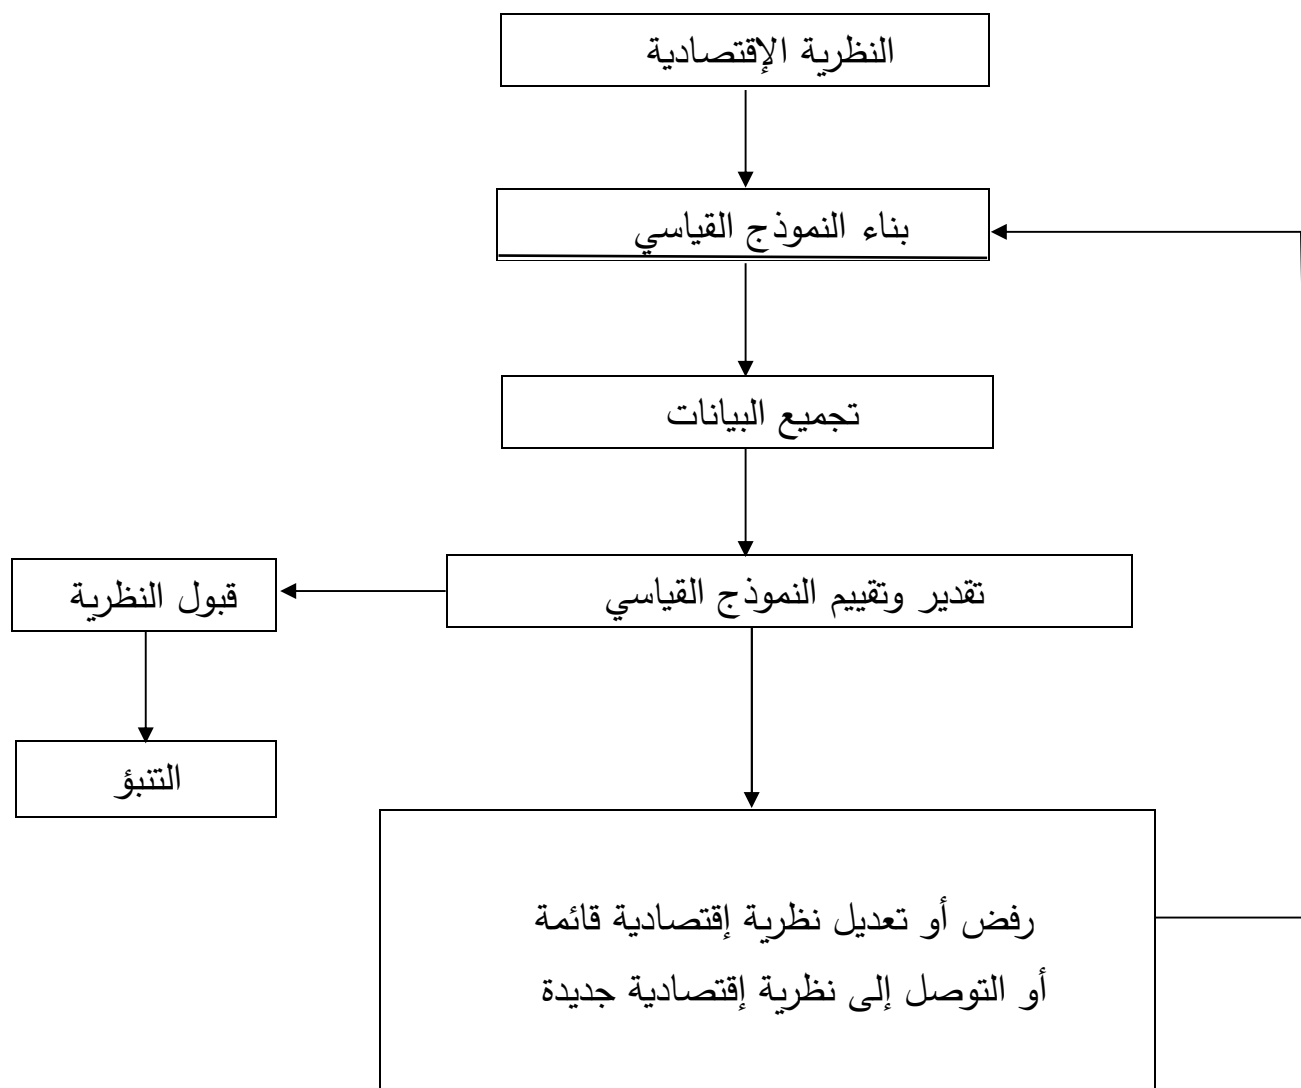 النظرية الإقتصادية
بناء النموذج القياسي
تجميع البيانات
تقدير وتقييم النموذج القياسي
قبول النظرية
التنبؤ
رفض أو تعديل نظرية إقتصادية قائمة
أو التوصل إلى نظرية إقتصادية جديدة